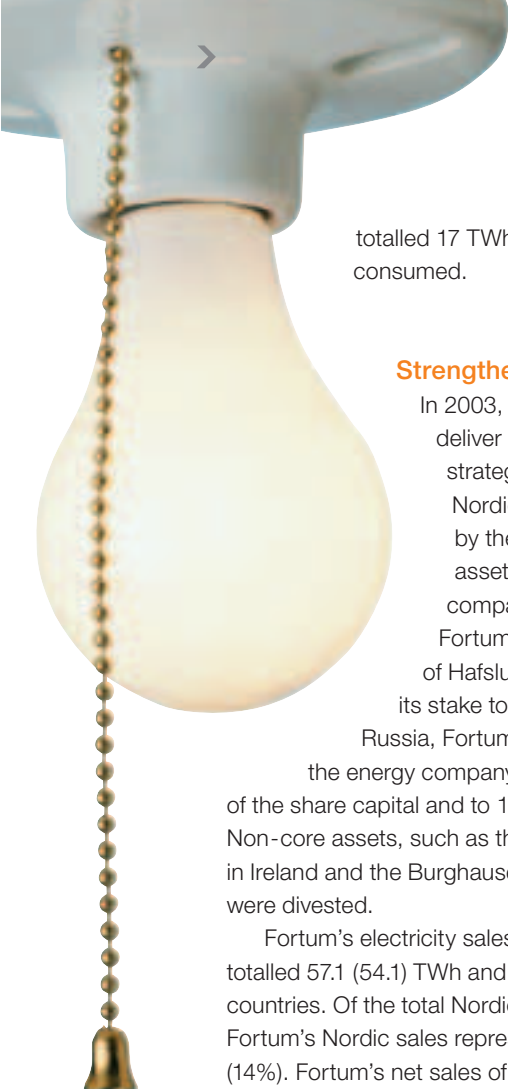 totalled 17 TWh
consumed.
Strengthe
In 2003,
deliver
strateg
Nordi
by the
asset
compa
Fortum
of Hafslu
its stake to
Russia, Fortum
the energy company
of the share capital and to 1
Non-core assets, such as th
in Ireland and the Burghause
were divested.
Fortum's electricity sales
totalled 57.1 (54.1) TWh and
countries. Of the total Nordic
Fortum's Nordic sales repre
(14%). Fortum's net sales of